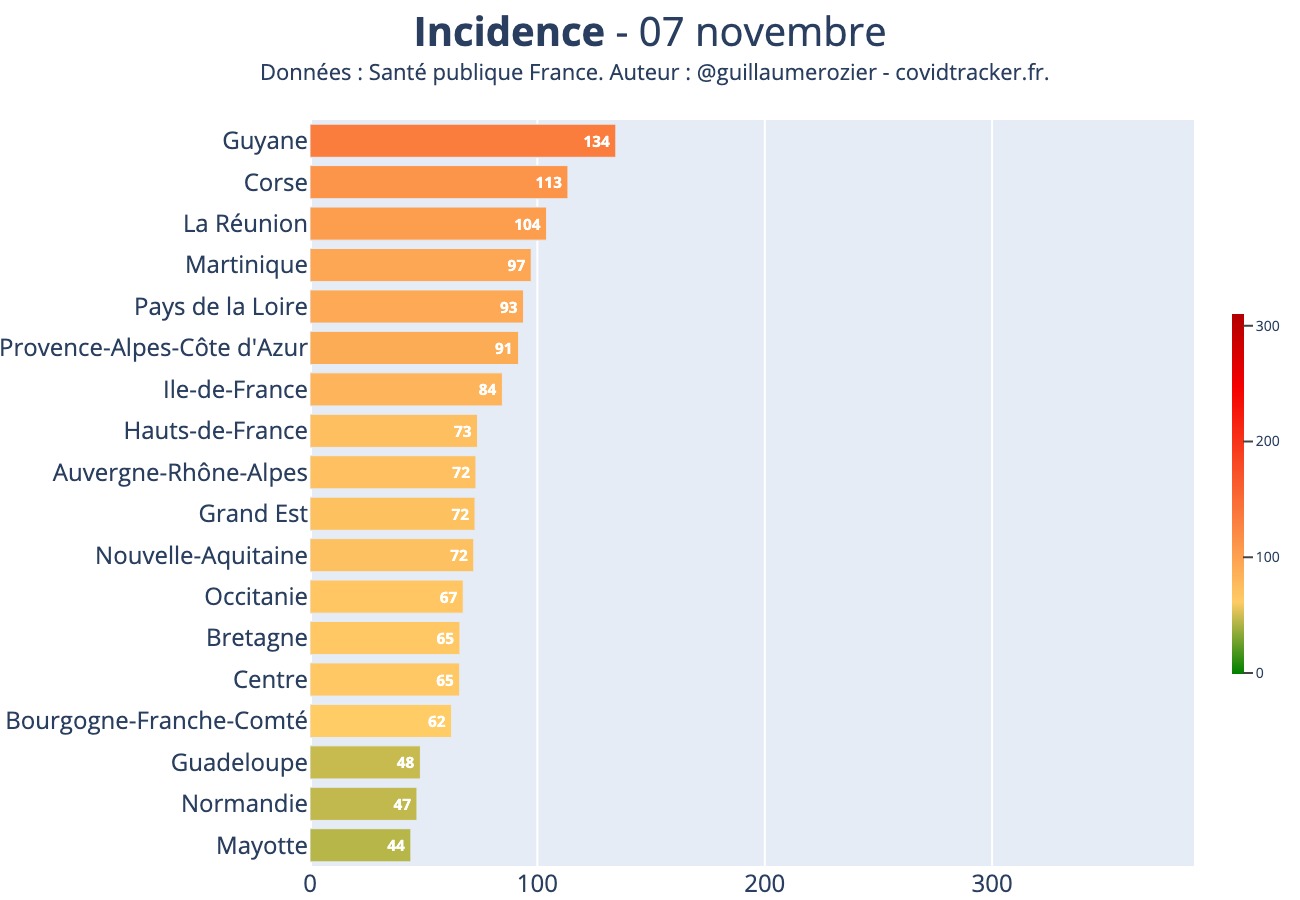 Incidence - 07 novembre
Données : Santé publique France. Auteur : @guillaumerozier - covidtracker.fr.
Guyane 134
Corse 113
La Réunion 104
Martinique 97
Pays de la Loire 93
Provence-Alpes-Côte d'Azur 91
Ile-de-France 84
Hauts-de-France 73
Auvergne-Rhône-Alpes 72
Grand Est 72
Nouvelle-Aquitaine 72
Occitanie 67
Bretagne 65
Centre 65
Bourgogne-Franche-Comté 62
Guadeloupe 48
Normandie 47
Mayotte 44
0 100 200 300
300
200
100
0